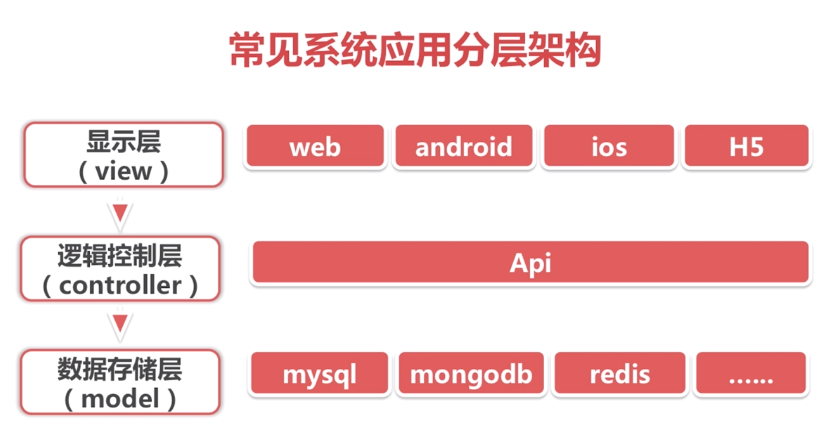 常见系统应用分层架构
显示层
（view）
web
android
ios
H5
逻辑控制层
（controller）
Api
数据存储层
（model）
mysql
mongodb
redis
......